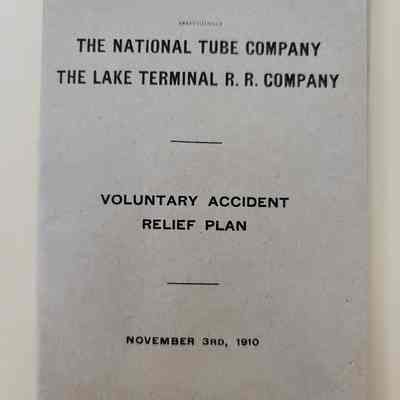 THE NATIONAL TUBE COMPANY
THE LAKE TERMINAL R. R. COMPANY
VOLUNTARY ACCIDENT
RELIEF PLAN
NOVEMBER 3RD, 1910